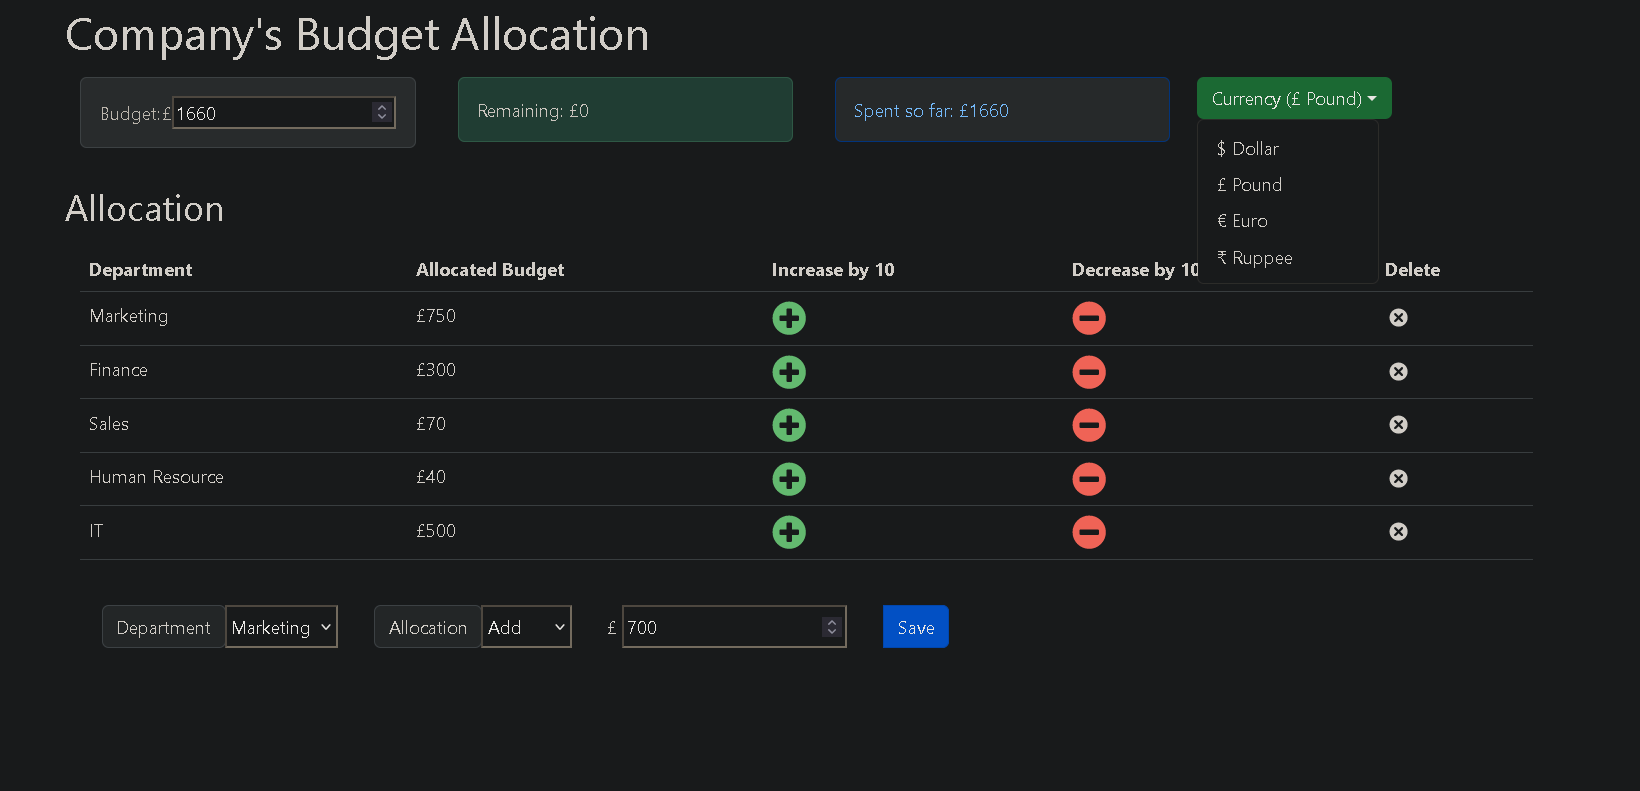 Company's Budget Allocation
Budget:£ 1660
Remaining: £0
Spent so far: £1660
Currency (£ Pound)
$ Dollar
£ Pound
€ Euro
₹ Ruppee
Allocation
Department Allocated Budget Increase by 10 Decrease by 10 Delete
Marketing £750
Finance £300
Sales £70
Human Resource £40
IT £500
Department Marketing Allocation Add £ 700 Save